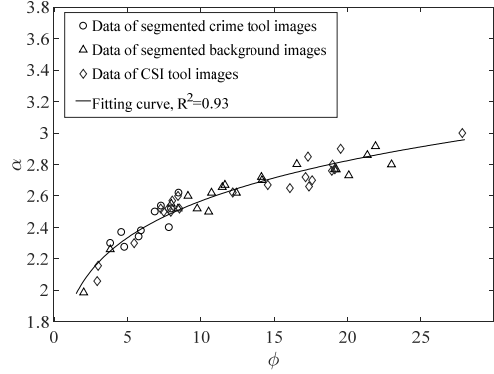 3.8
3.6
3.4
3.2
3
2.8
2.6
2.4
2.2
2
1.8
α
Data of segmented crime tool images
Data of segmented background images
Data of CSI tool images
Fitting curve, R²=0.93
0 5 10 15 20 25
ϕ